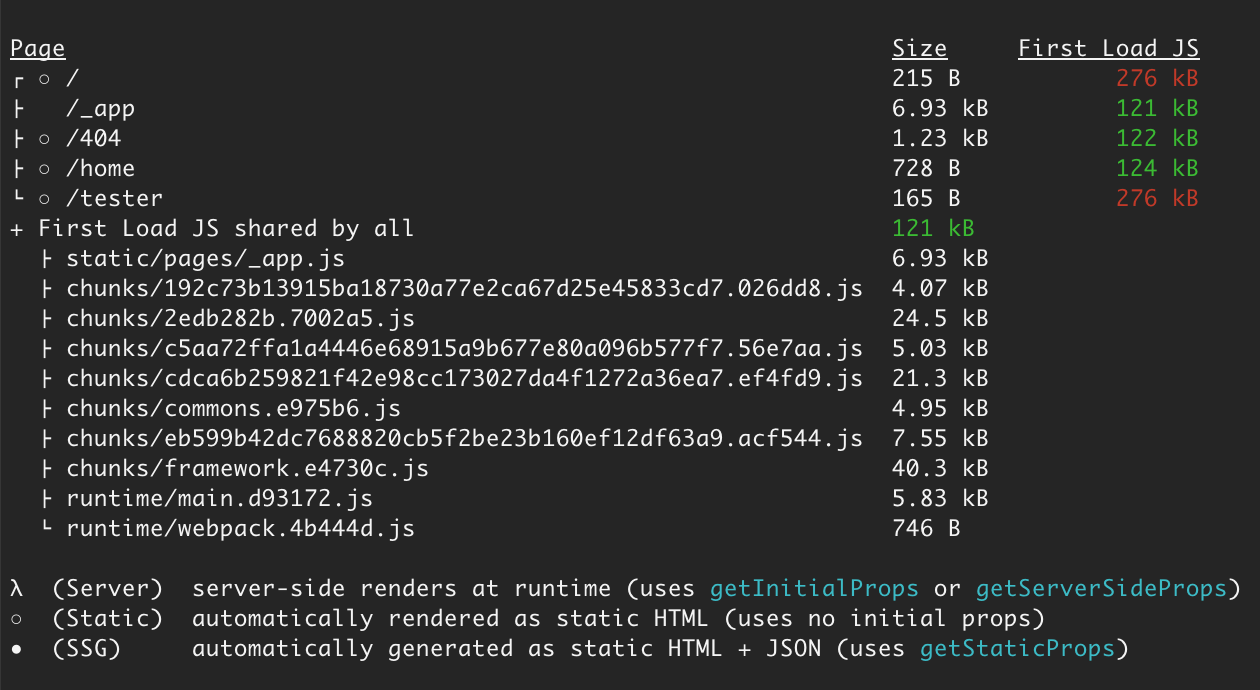 Page Size First Load JS
┌ ○ / 215 B 276 kB
├ /_app 6.93 kB 121 kB
├ ○ /404 1.23 kB 122 kB
├ ○ /home 728 B 124 kB
└ ○ /tester 165 B 276 kB
+ First Load JS shared by all 121 kB
├ static/pages/_app.js 6.93 kB
├ chunks/192c73b13915ba18730a77e2ca67d25e45833cd7.026dd8.js 4.07 kB
├ chunks/2edb282b.7002a5.js 24.5 kB
├ chunks/c5aa72ffa1a4446e68915a9b677e80a096b577f7.56e7aa.js 5.03 kB
├ chunks/cdca6b259821f42e98cc173027da4f1272a36ea7.ef4fd9.js 21.3 kB
├ chunks/commons.e975b6.js 4.95 kB
├ chunks/eb599b42dc7688820cb5f2be23b160ef12df63a9.acf544.js 7.55 kB
├ chunks/framework.e4730c.js 40.3 kB
├ runtime/main.d93172.js 5.83 kB
└ runtime/webpack.4b444d.js 746 B
λ (Server) server-side renders at runtime (uses getInitialProps or getServerSideProps)
○ (Static) automatically rendered as static HTML (uses no initial props)
● (SSG) automatically generated as static HTML + JSON (uses getStaticProps)